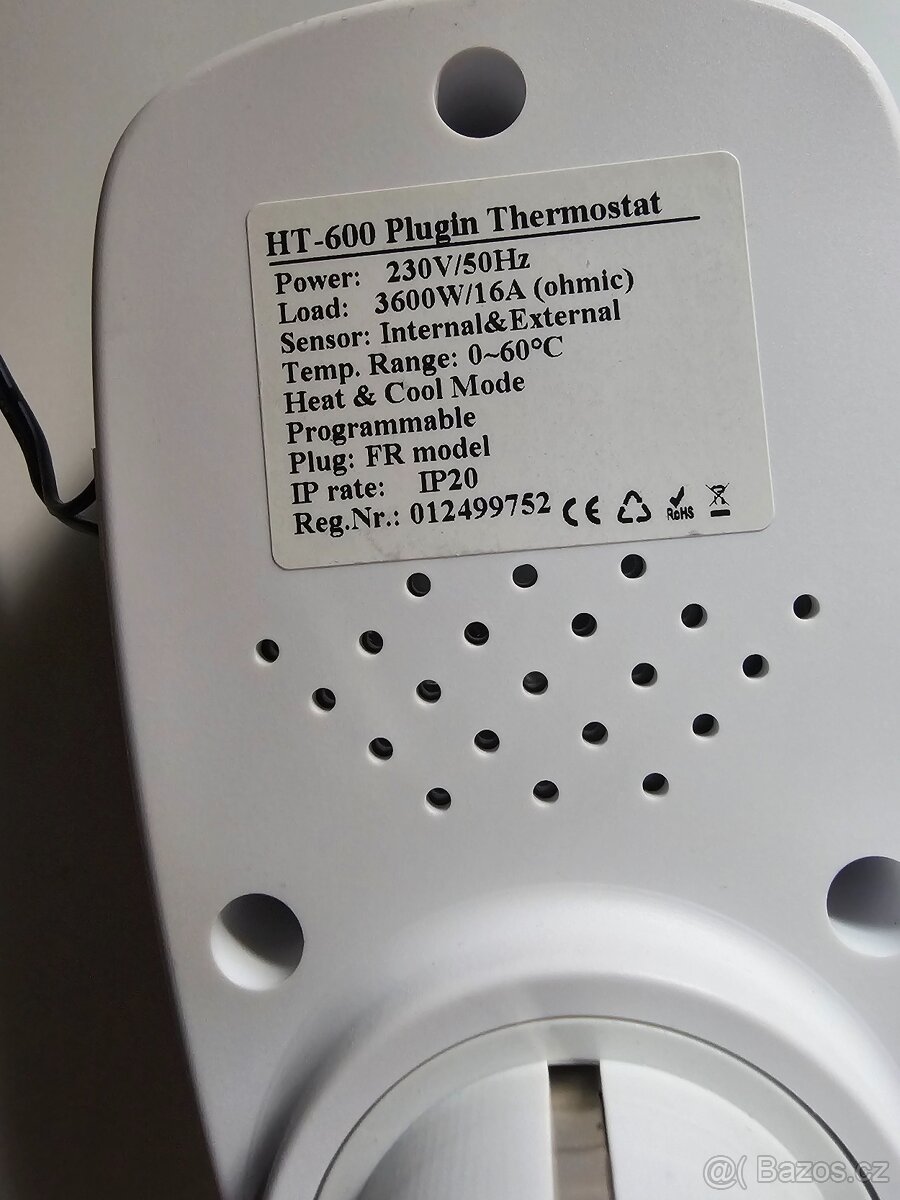 HT-600 Plugin Thermostat
Power: 230V/50Hz
Load: 3600W/16A (ohmic)
Sensor: Internal&External
Temp. Range: 0~60°C
Heat & Cool Mode
Programmable
Plug: FR model
IP rate: IP20
Reg.Nr.: 012499752 CE RoHS
@( Bazos.cz